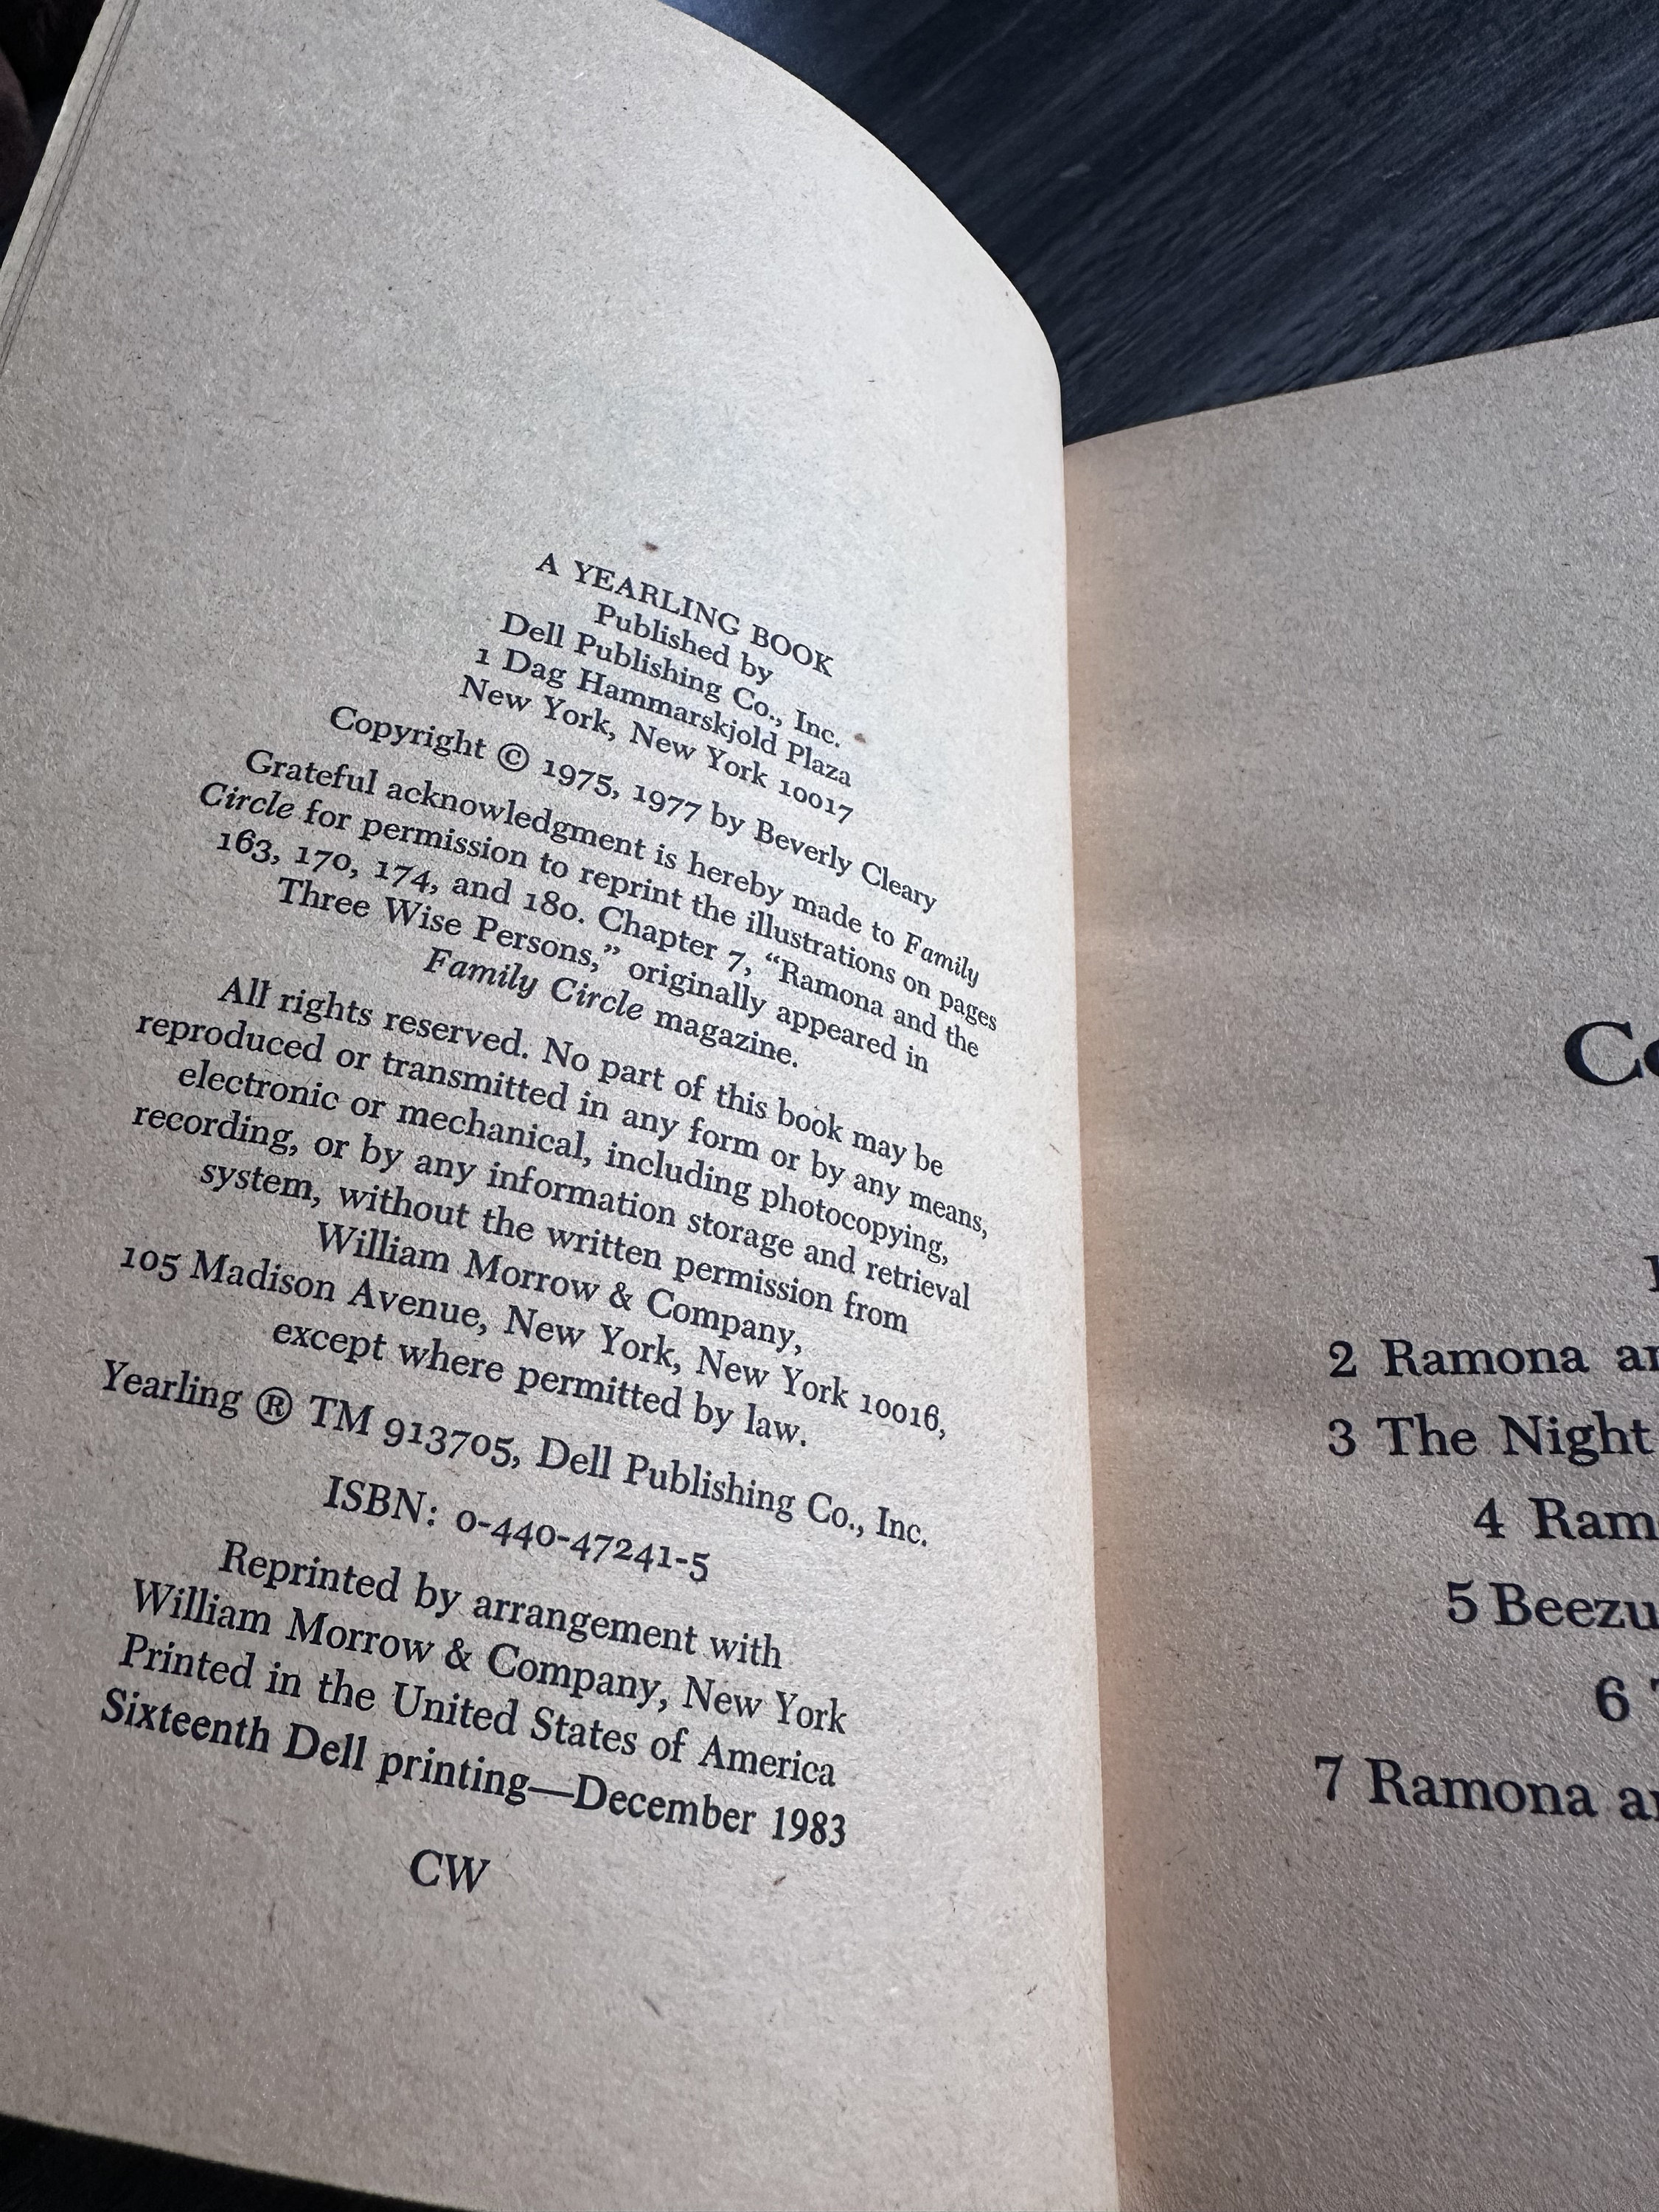 A YEARLING BOOK
Published by
Dell Publishing Co., Inc.
1 Dag Hammarskjold Plaza
New York, New York 10017
Copyright © 1975, 1977 by Beverly Cleary
Grateful acknowledgment is hereby made to Family
Circle for permission to reprint the illustrations on pages
163, 170, 174, and 180. Chapter 7, “Ramona and the
Three Wise Persons,” originally appeared in
Family Circle magazine.
All rights reserved. No part of this book may be
reproduced or transmitted in any form or by any means,
electronic or mechanical, including photocopying,
recording, or by any information storage and retrieval
system, without the written permission from
William Morrow & Company,
105 Madison Avenue, New York, New York 10016,
except where permitted by law.
Yearling ® TM 913705, Dell Publishing Co., Inc.
ISBN: 0-440-47241-5
Reprinted by arrangement with
William Morrow & Company, New York
Printed in the United States of America
Sixteenth Dell printing—December 1983
CW
2 Ramona
3 The Night
4
5
6
7 Ramona